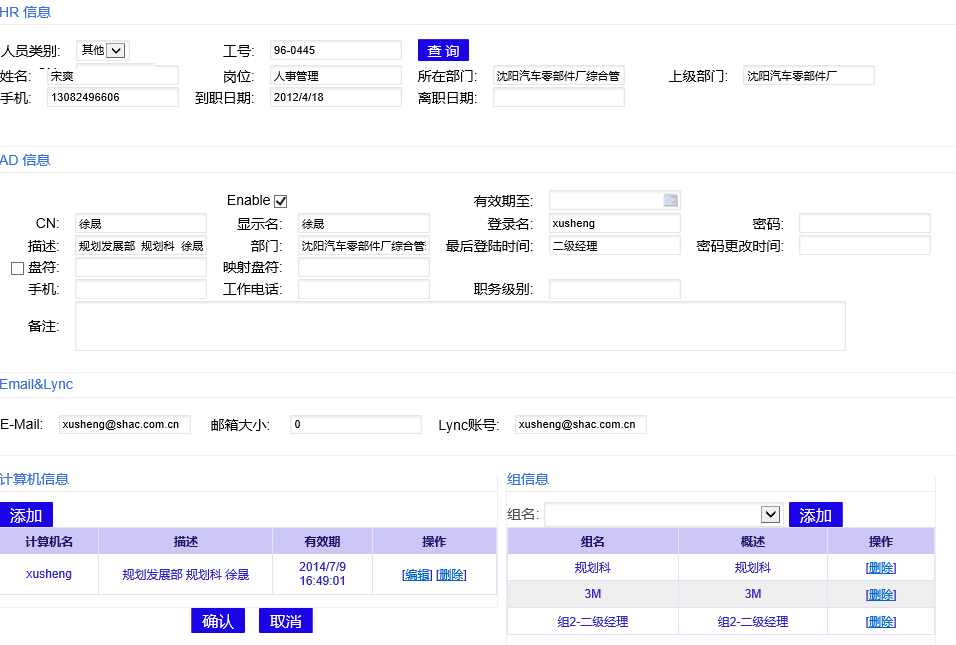 HR 信息
人员类别: 其他 工号: 96-0445 查 询
姓名: 宋爽 岗位: 人事管理 所在部门: 沈阳汽车零部件厂综合管 上级部门: 沈阳汽车零部件厂
手机: 13082496606 到职日期: 2012/4/18 离职日期:
AD 信息
Enable 有效期至:
CN: 徐晟 显示名: 徐晟 登录名: xusheng 密码:
描述: 规划发展部 规划科 徐晟 部门: 沈阳汽车零部件厂综合管 最后登陆时间: 二级经理 密码更改时间:
盘符: 映射盘符:
手机: 工作电话: 职务级别:
备注:
Email&Lync
E-Mail: xusheng@shac.com.cn 邮箱大小: 0 Lync账号: xusheng@shac.com.cn
计算机信息
添加
计算机名 描述 有效期 操作
xusheng 规划发展部 规划科 徐晟 2014/7/9 16:49:01 [编辑] [删除]
确认 取消
组信息
组名: 添加
组名 概述 操作
规划科 规划科 [删除]
3M 3M [删除]
组2-二级经理 组2-二级经理 [删除]